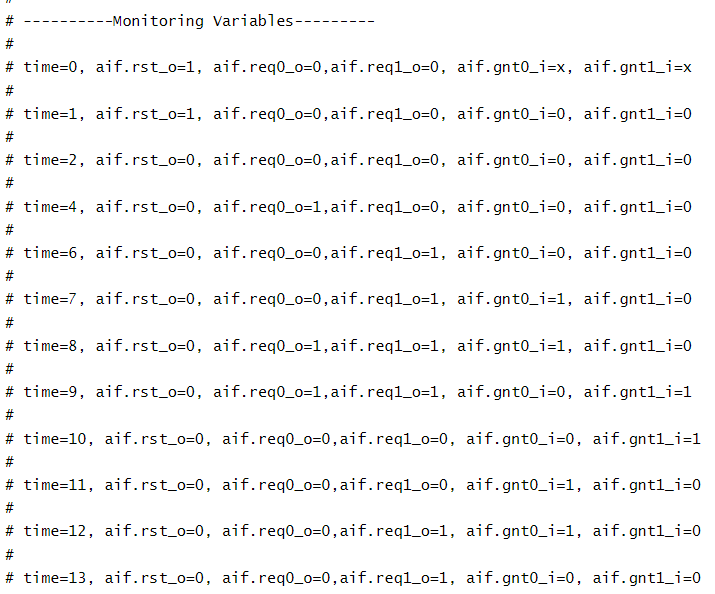 #
# ----------Monitoring Variables---------
#
# time=0, aif.rst_o=1, aif.req0_o=0,aif.req1_o=0, aif.gnt0_i=x, aif.gnt1_i=x
#
# time=1, aif.rst_o=1, aif.req0_o=0,aif.req1_o=0, aif.gnt0_i=0, aif.gnt1_i=0
#
# time=2, aif.rst_o=0, aif.req0_o=0,aif.req1_o=0, aif.gnt0_i=0, aif.gnt1_i=0
#
# time=4, aif.rst_o=0, aif.req0_o=1,aif.req1_o=0, aif.gnt0_i=0, aif.gnt1_i=0
#
# time=6, aif.rst_o=0, aif.req0_o=0,aif.req1_o=1, aif.gnt0_i=0, aif.gnt1_i=0
#
# time=7, aif.rst_o=0, aif.req0_o=0,aif.req1_o=1, aif.gnt0_i=1, aif.gnt1_i=0
#
# time=8, aif.rst_o=0, aif.req0_o=1,aif.req1_o=1, aif.gnt0_i=1, aif.gnt1_i=0
#
# time=9, aif.rst_o=0, aif.req0_o=1,aif.req1_o=1, aif.gnt0_i=0, aif.gnt1_i=1
#
# time=10, aif.rst_o=0, aif.req0_o=0,aif.req1_o=0, aif.gnt0_i=0, aif.gnt1_i=1
#
# time=11, aif.rst_o=0, aif.req0_o=0,aif.req1_o=0, aif.gnt0_i=1, aif.gnt1_i=0
#
# time=12, aif.rst_o=0, aif.req0_o=0,aif.req1_o=1, aif.gnt0_i=1, aif.gnt1_i=0
#
# time=13, aif.rst_o=0, aif.req0_o=0,aif.req1_o=1, aif.gnt0_i=0, aif.gnt1_i=0